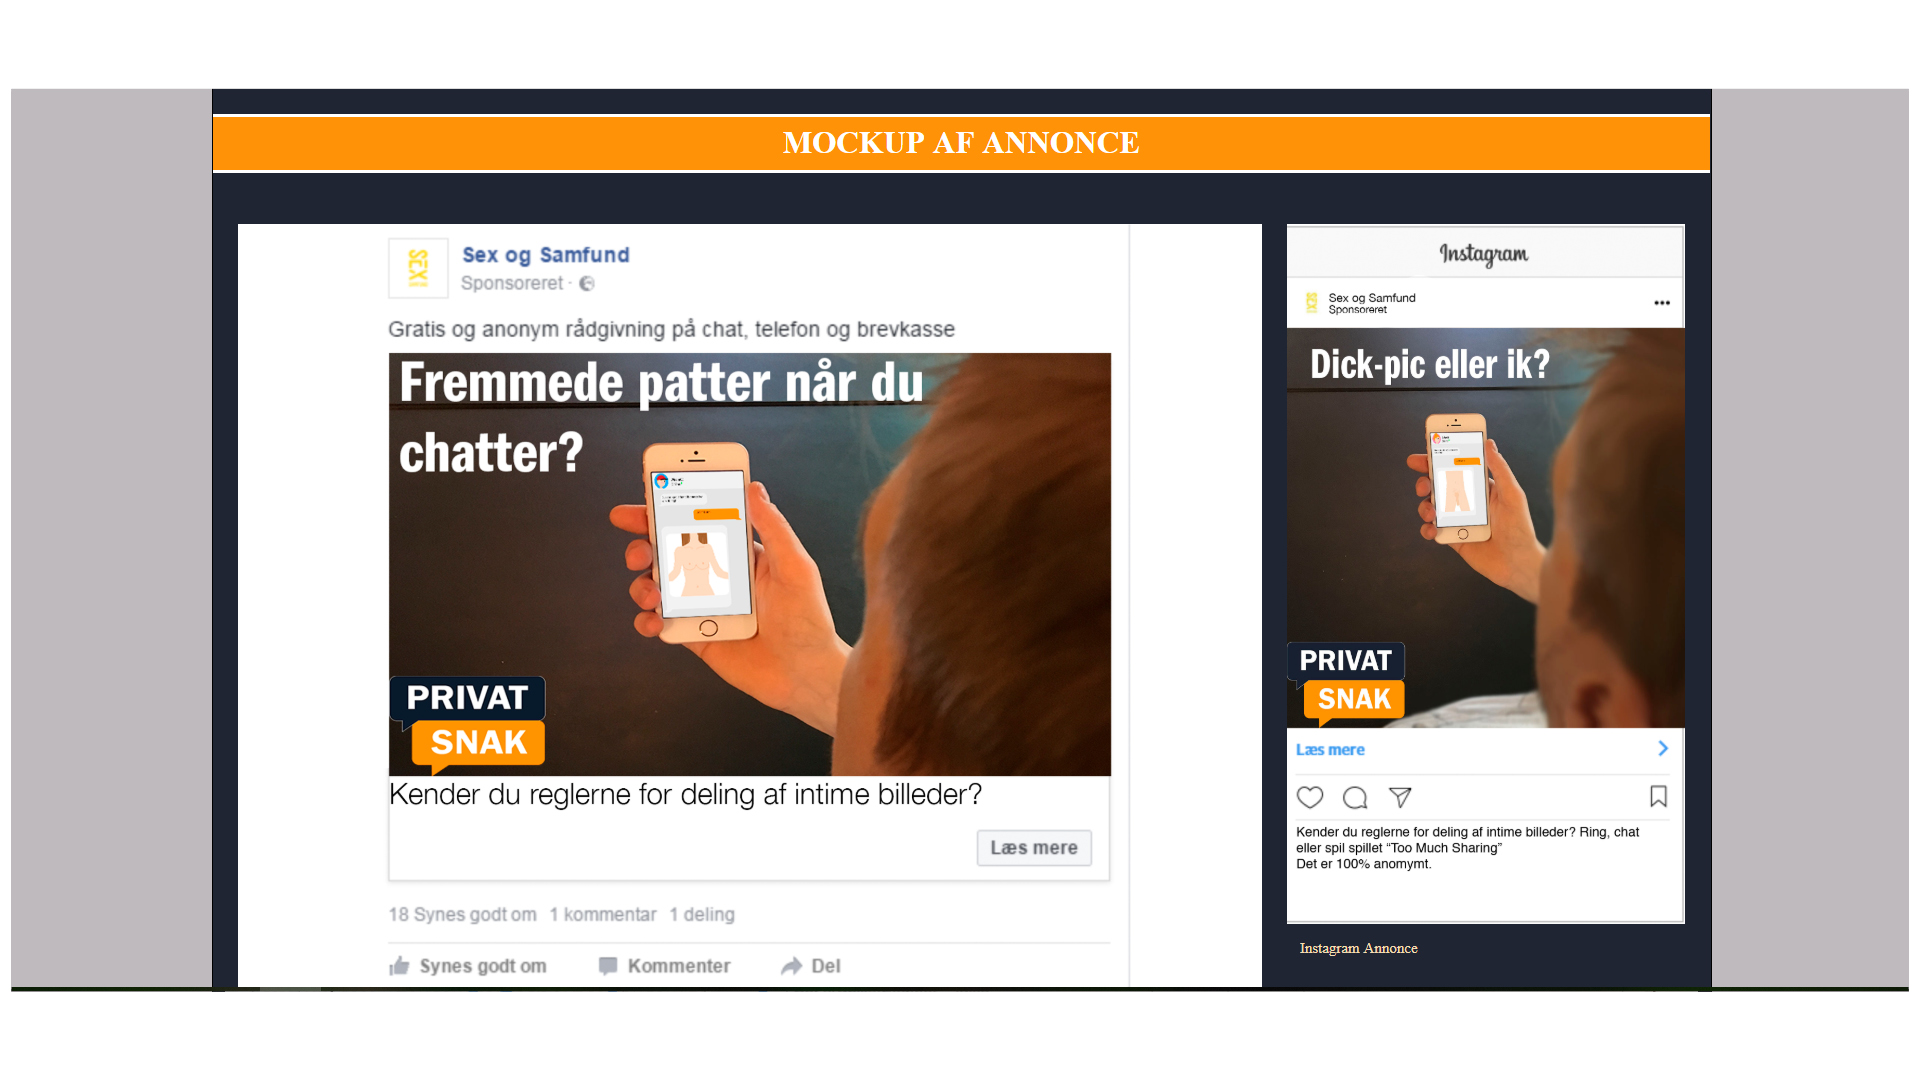 MOCKUP AF ANNONCE
SEX
Sex og Samfund
Sponsoreret ·
Gratis og anonym rådgivning på chat, telefon og brevkasse
Fremmede patter når du
chatter?
PRIVAT
SNAK
Kender du reglerne for deling af intime billeder?
Læs mere
18 Synes godt om 1 kommentar 1 deling
Synes godt om Kommenter Del
Instagram
SEX
Sex og Samfund
Sponsoreret
Dick-pic eller ik?
PRIVAT
SNAK
Læs mere
Kender du reglerne for deling af intime billeder? Ring, chat
eller spil spillet “Too Much Sharing”
Det er 100% anomymt.
Instagram Annonce